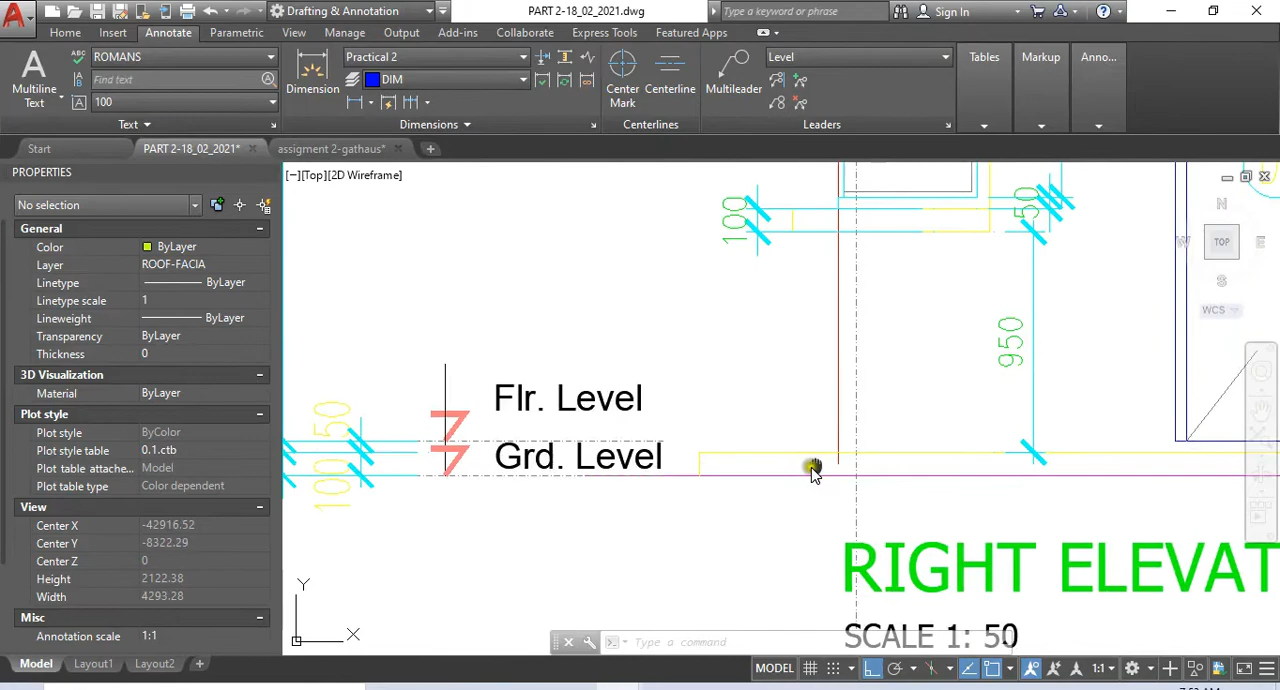 Drafting & Annotation
PART 2-18_02_2021.dwg
Type a keyword or phrase
Sign In
Home Insert Annotate Parametric View Manage Output Add-ins Collaborate Express Tools Featured Apps
ABC ROMANS
Practical 2
Level
Find text
DIM
100
Multiline Text
Dimension
Center Mark
Centerline
Multileader
Tables
Markup
Anno...
Text
Dimensions
Centerlines
Leaders
Start
PART 2-18_02_2021*
assigment 2-gathaus*
PROPERTIES
[−][Top][2D Wireframe]
No selection
General
Color ByLayer
Layer ROOF-FACIA
Linetype ByLayer
Linetype scale 1
Lineweight ByLayer
Transparency ByLayer
Thickness 0
3D Visualization
Material ByLayer
Plot style
Plot style ByColor
Plot style table 0.1.ctb
Plot table attache... Model
Plot table type Color dependent
View
Center X -42916.52
Center Y -8322.29
Center Z 0
Height 2122.38
Width 4293.28
Misc
Annotation scale 1:1
100
50
N
W
TOP
E
S
WCS
950
Flr. Level
Grd. Level
50
100
RIGHT ELEVAT
SCALE 1: 50
Y
X
Type a command
Model Layout1 Layout2
MODEL
1:1